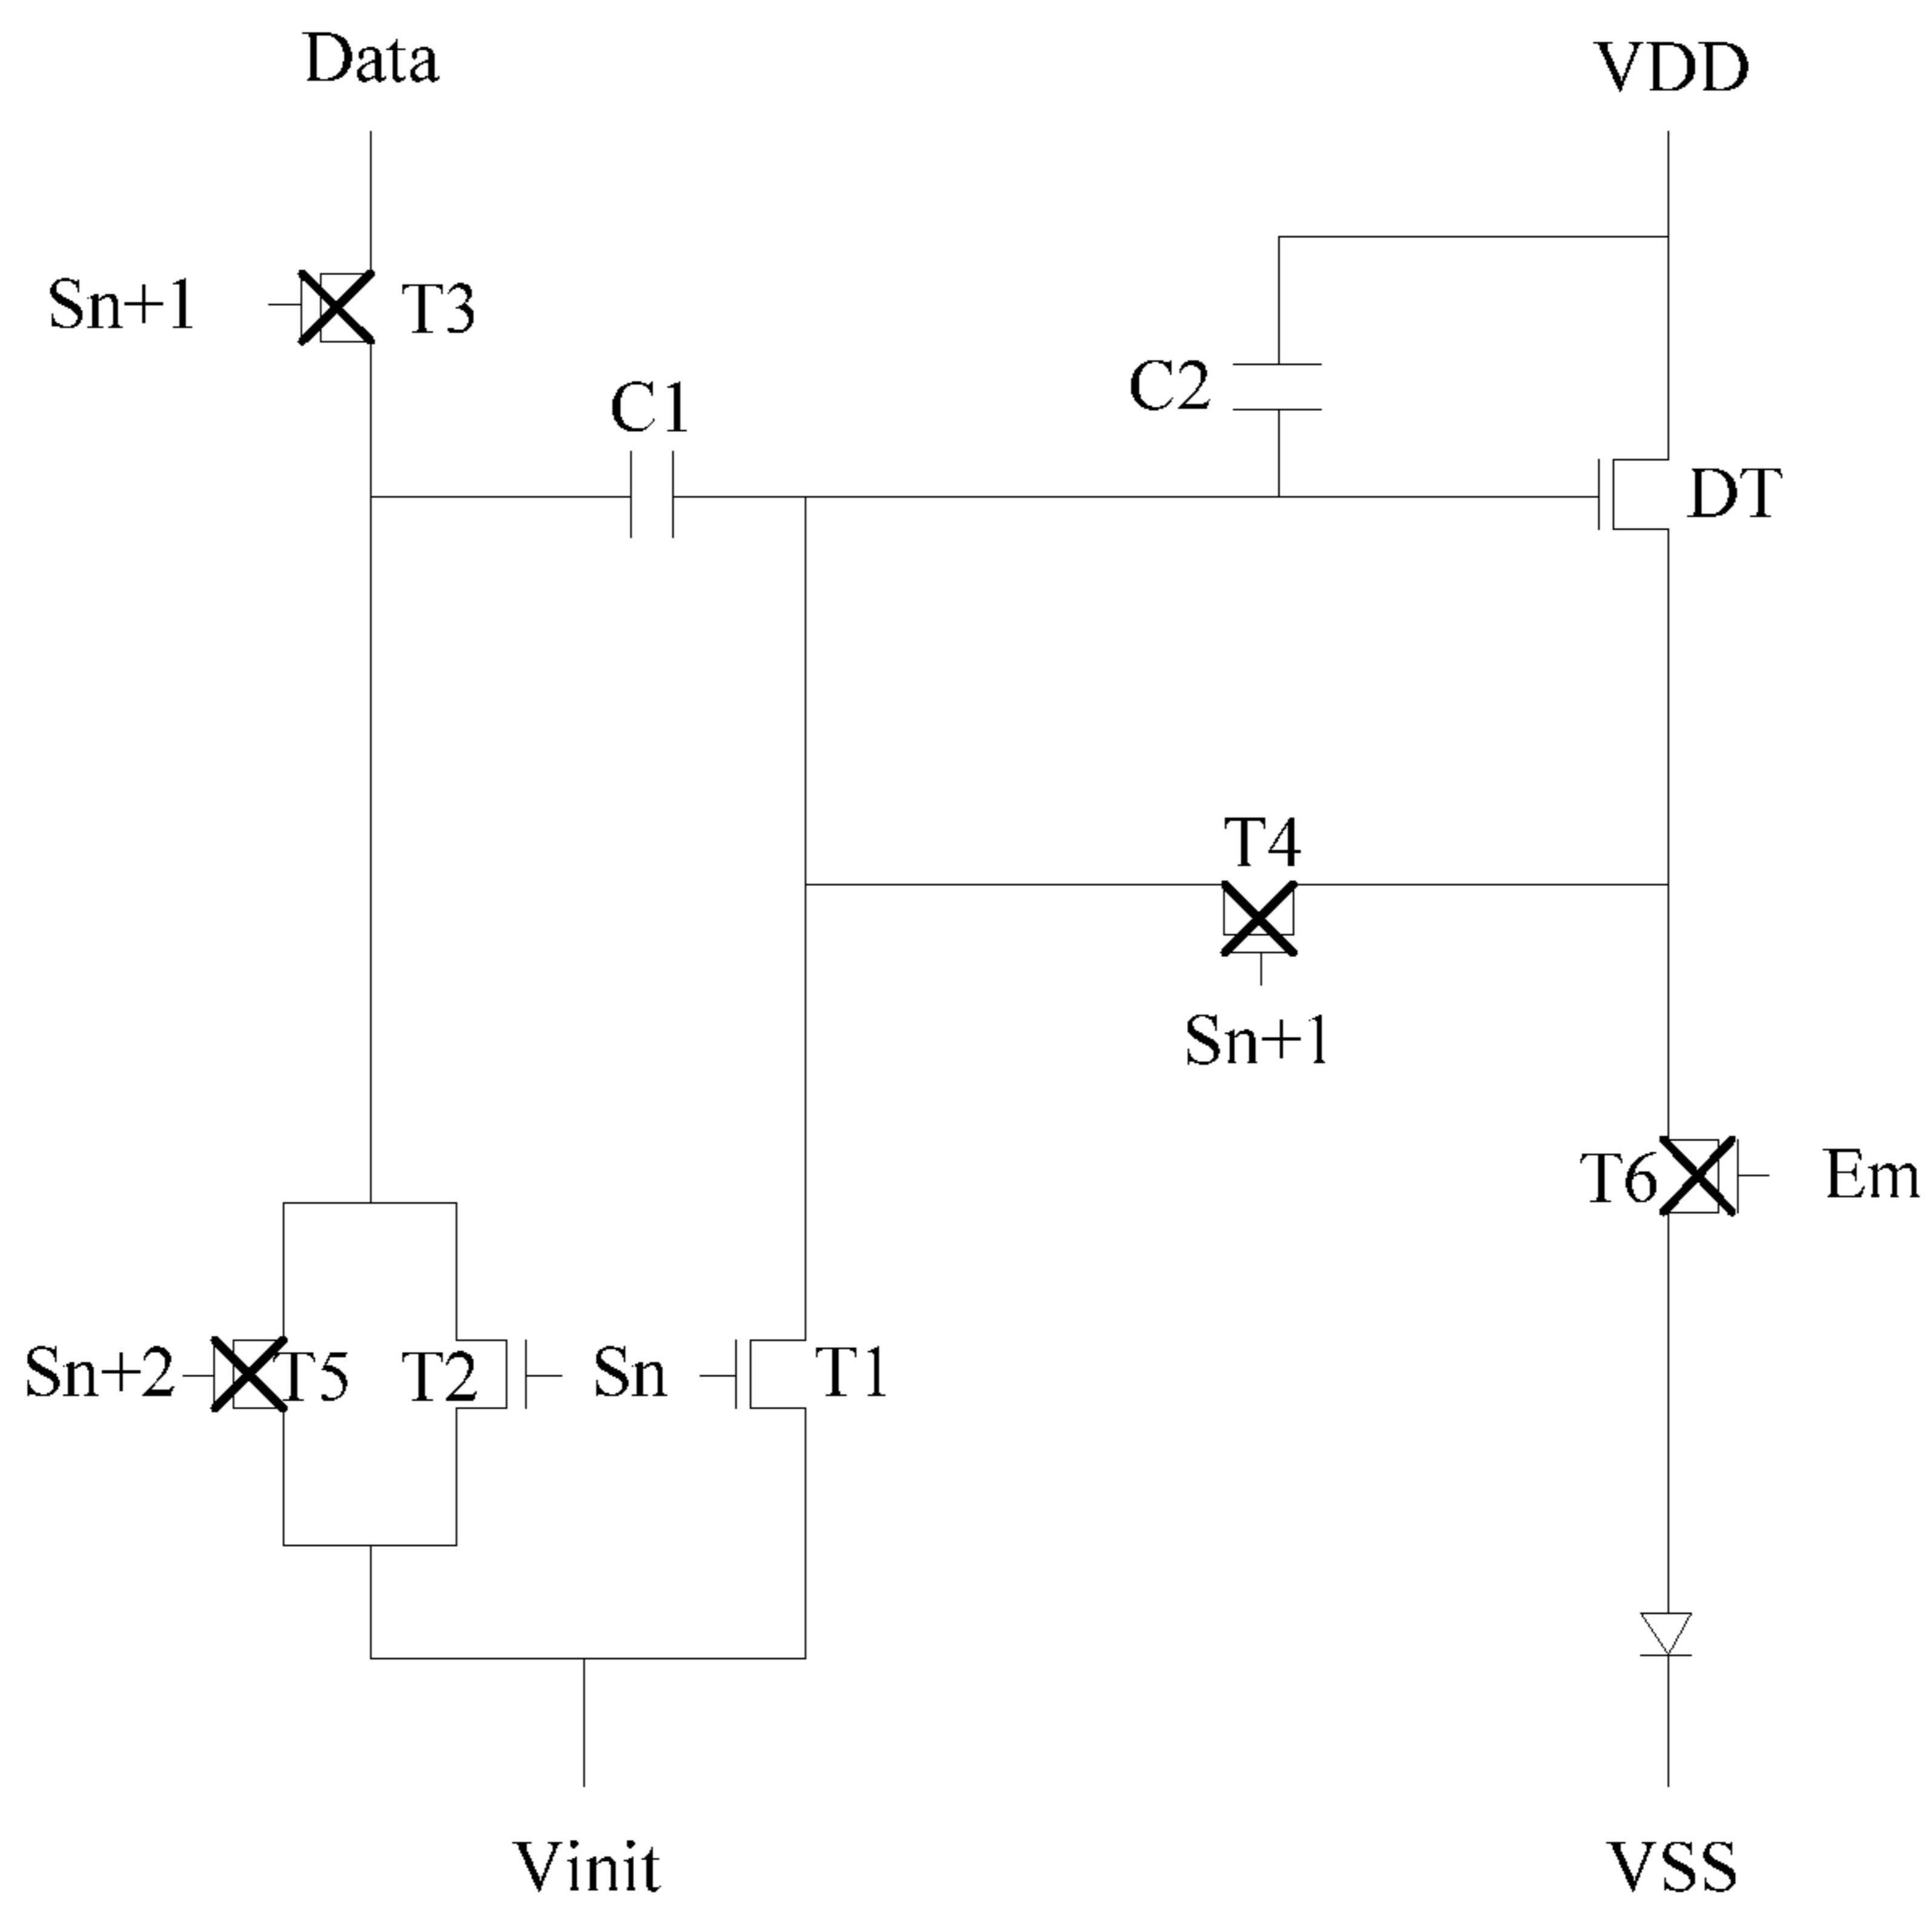 Data
VDD
Sn+1
T3
C1
C2
DT
T4
Sn+1
T6
Em
Sn+2
T5
T2
Sn
T1
Vinit
VSS